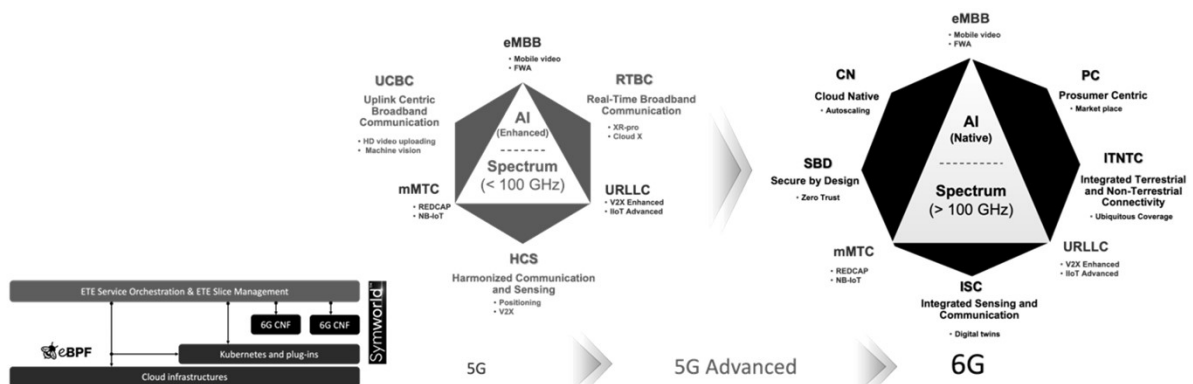 eMBB
• Mobile video
• FWA
UCBC
Uplink Centric
Broadband
Communication
• HD video uploading
• Machine vision
RTBC
Real-Time Broadband
Communication
• XR-pro
• Cloud X
AI
(Enhanced)
Spectrum
(< 100 GHz)
mMTC
• REDCAP
• NB-IoT
URLLC
• V2X Enhanced
• IIoT Advanced
HCS
Harmonized Communication
and Sensing
• Positioning
• V2X
eMBB
• Mobile video
• FWA
CN
Cloud Native
• Autoscaling
PC
Prosumer Centric
• Market place
AI
(Native)
Spectrum
(> 100 GHz)
SBD
Secure by Design
• Zero Trust
ITNTC
Integrated Terrestrial
and Non-Terrestrial
Connectivity
• Ubiquitous Coverage
mMTC
• REDCAP
• NB-IoT
URLLC
• V2X Enhanced
• IIoT Advanced
ISC
Integrated Sensing and
Communication
• Digital twins
ETE Service Orchestration & ETE Slice Management
6G CNF
6G CNF
eBPF
Kubernetes and plug-ins
Cloud infrastructures
Symworld
5G
5G Advanced
6G